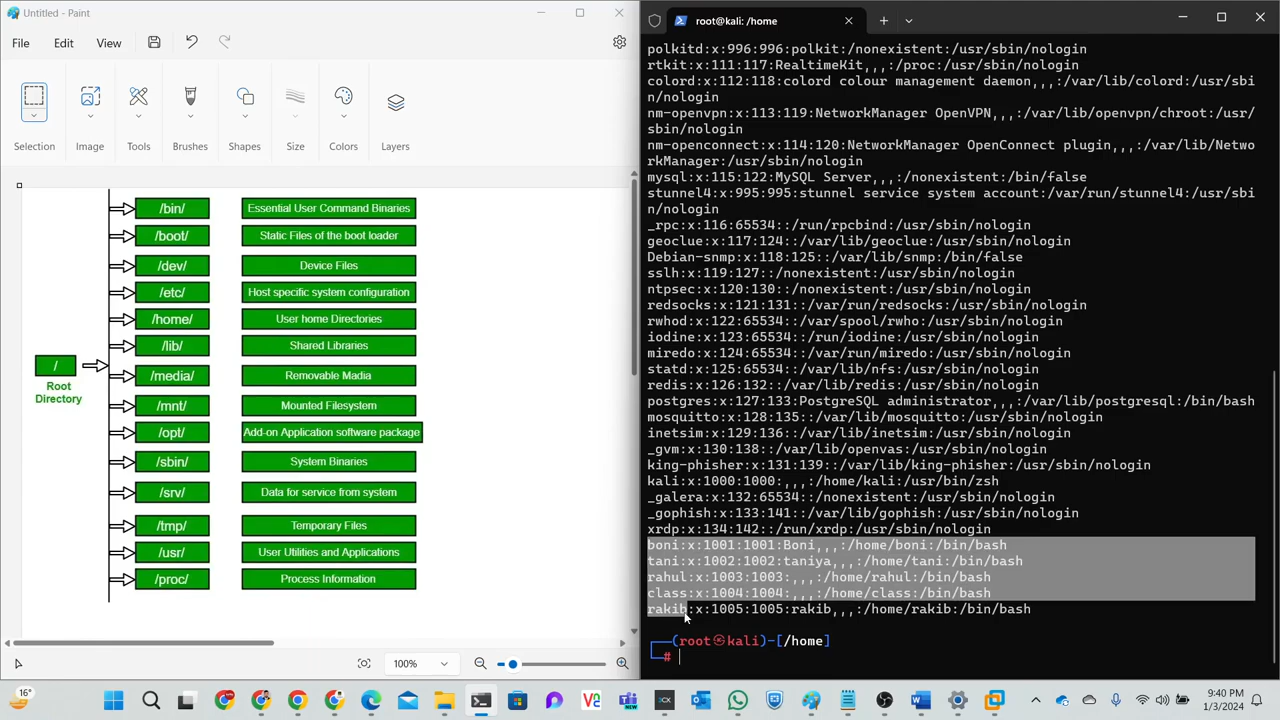 Untitled - Paint
File Edit View
Selection Image Tools Brushes Shapes Size Colors Layers
/bin/ Essential User Command Binaries
/boot/ Static Files of the boot loader
/dev/ Device Files
/etc/ Host specific system configuration
/home/ User home Directories
/lib/ Shared Libraries
/
Root
Directory
/media/ Removable Madia
/mnt/ Mounted Filesystem
/opt/ Add-on Application software package
/sbin/ System Binaries
/srv/ Data for service from system
/tmp/ Temporary Files
/usr/ User Utilities and Applications
/proc/ Process Information
100%
root@kali: /home
polkitd:x:996:996:polkit:/nonexistent:/usr/sbin/nologin
rtkit:x:111:117:RealtimeKit,,,:/proc:/usr/sbin/nologin
colord:x:112:118:colord colour management daemon,,,:/var/lib/colord:/usr/sbi
n/nologin
nm-openvpn:x:113:119:NetworkManager OpenVPN,,,:/var/lib/openvpn/chroot:/usr/
sbin/nologin
nm-openconnect:x:114:120:NetworkManager OpenConnect plugin,,,:/var/lib/Netwo
rkManager:/usr/sbin/nologin
mysql:x:115:122:MySQL Server,,,:/nonexistent:/bin/false
stunnel4:x:995:995:stunnel service system account:/var/run/stunnel4:/usr/sbi
n/nologin
_rpc:x:116:65534::/run/rpcbind:/usr/sbin/nologin
geoclue:x:117:124::/var/lib/geoclue:/usr/sbin/nologin
Debian-snmp:x:118:125::/var/lib/snmp:/bin/false
sslh:x:119:127::/nonexistent:/usr/sbin/nologin
ntpsec:x:120:130::/nonexistent:/usr/sbin/nologin
redsocks:x:121:131::/var/run/redsocks:/usr/sbin/nologin
rwhod:x:122:65534::/var/spool/rwho:/usr/sbin/nologin
iodine:x:123:65534::/run/iodine:/usr/sbin/nologin
miredo:x:124:65534::/var/run/miredo:/usr/sbin/nologin
statd:x:125:65534::/var/lib/nfs:/usr/sbin/nologin
redis:x:126:132::/var/lib/redis:/usr/sbin/nologin
postgres:x:127:133:PostgreSQL administrator,,,:/var/lib/postgresql:/bin/bash
mosquitto:x:128:135::/var/lib/mosquitto:/usr/sbin/nologin
inetsim:x:129:136::/var/lib/inetsim:/usr/sbin/nologin
_gvm:x:130:138::/var/lib/openvas:/usr/sbin/nologin
king-phisher:x:131:139::/var/lib/king-phisher:/usr/sbin/nologin
kali:x:1000:1000:,,,:/home/kali:/usr/bin/zsh
_galera:x:132:65534::/nonexistent:/usr/sbin/nologin
_gophish:x:133:141::/var/lib/gophish:/usr/sbin/nologin
xrdp:x:134:142::/run/xrdp:/usr/sbin/nologin
boni:x:1001:1001:Boni,,,:/home/boni:/bin/bash
tani:x:1002:1002:taniya,,,:/home/tani:/bin/bash
rahul:x:1003:1003:,,,:/home/rahul:/bin/bash
class:x:1004:1004:,,,:/home/class:/bin/bash
rakib:x:1005:1005:rakib,,,:/home/rakib:/bin/bash
┌──(root㉿kali)-[/home]
└─#
16°
9:40 PM
1/3/2024